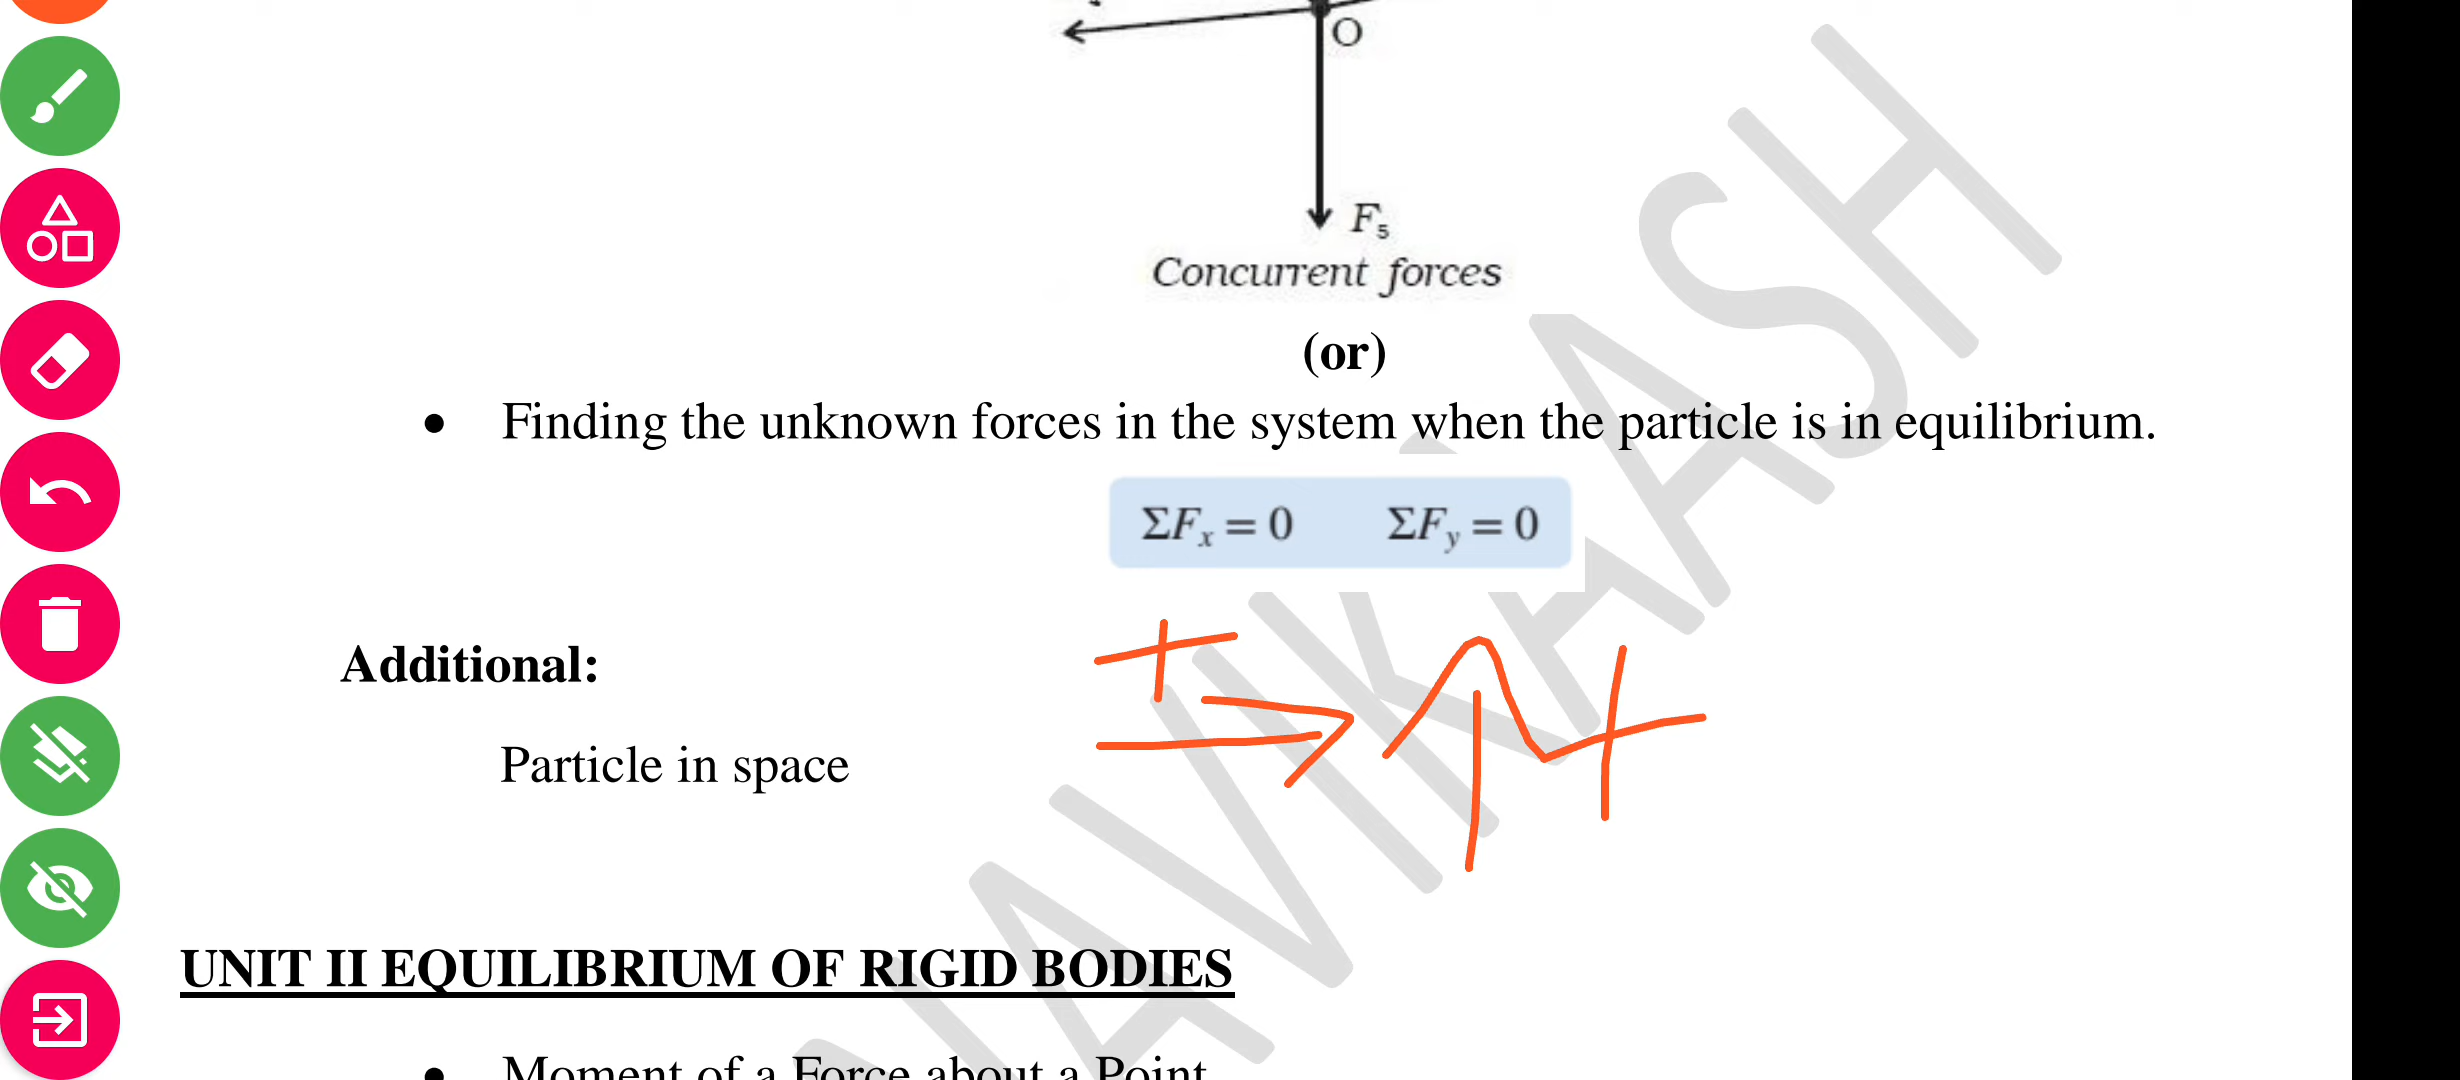 O
F₅
Concurrent forces
(or)
• Finding the unknown forces in the system when the particle is in equilibrium.
ΣFₓ = 0 ΣF_y = 0
+ → ↑ +
Additional:
Particle in space
UNIT II EQUILIBRIUM OF RIGID BODIES
• Moment of a Force about a Point